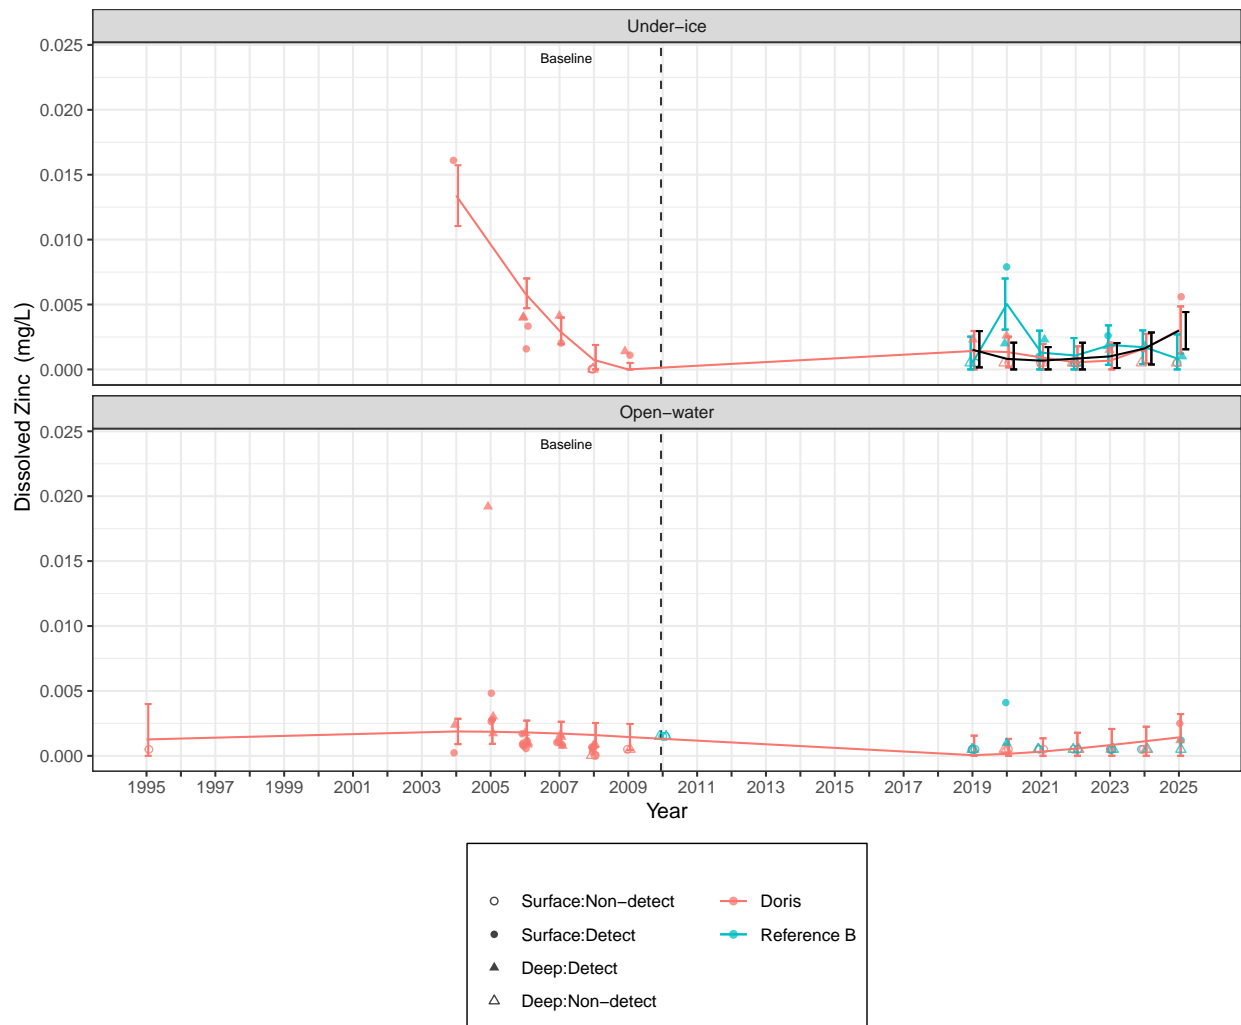 Under−ice
Baseline
0.025
0.020
0.015
0.010
0.005
0.000
Open−water
Baseline
0.025
0.020
0.015
0.010
0.005
0.000
Dissolved Zinc (mg/L)
1995 1997 1999 2001 2003 2005 2007 2009 2011 2013 2015 2017 2019 2021 2023 2025
Year
Surface:Non−detect
Surface:Detect
Deep:Detect
Deep:Non−detect
Doris
Reference B